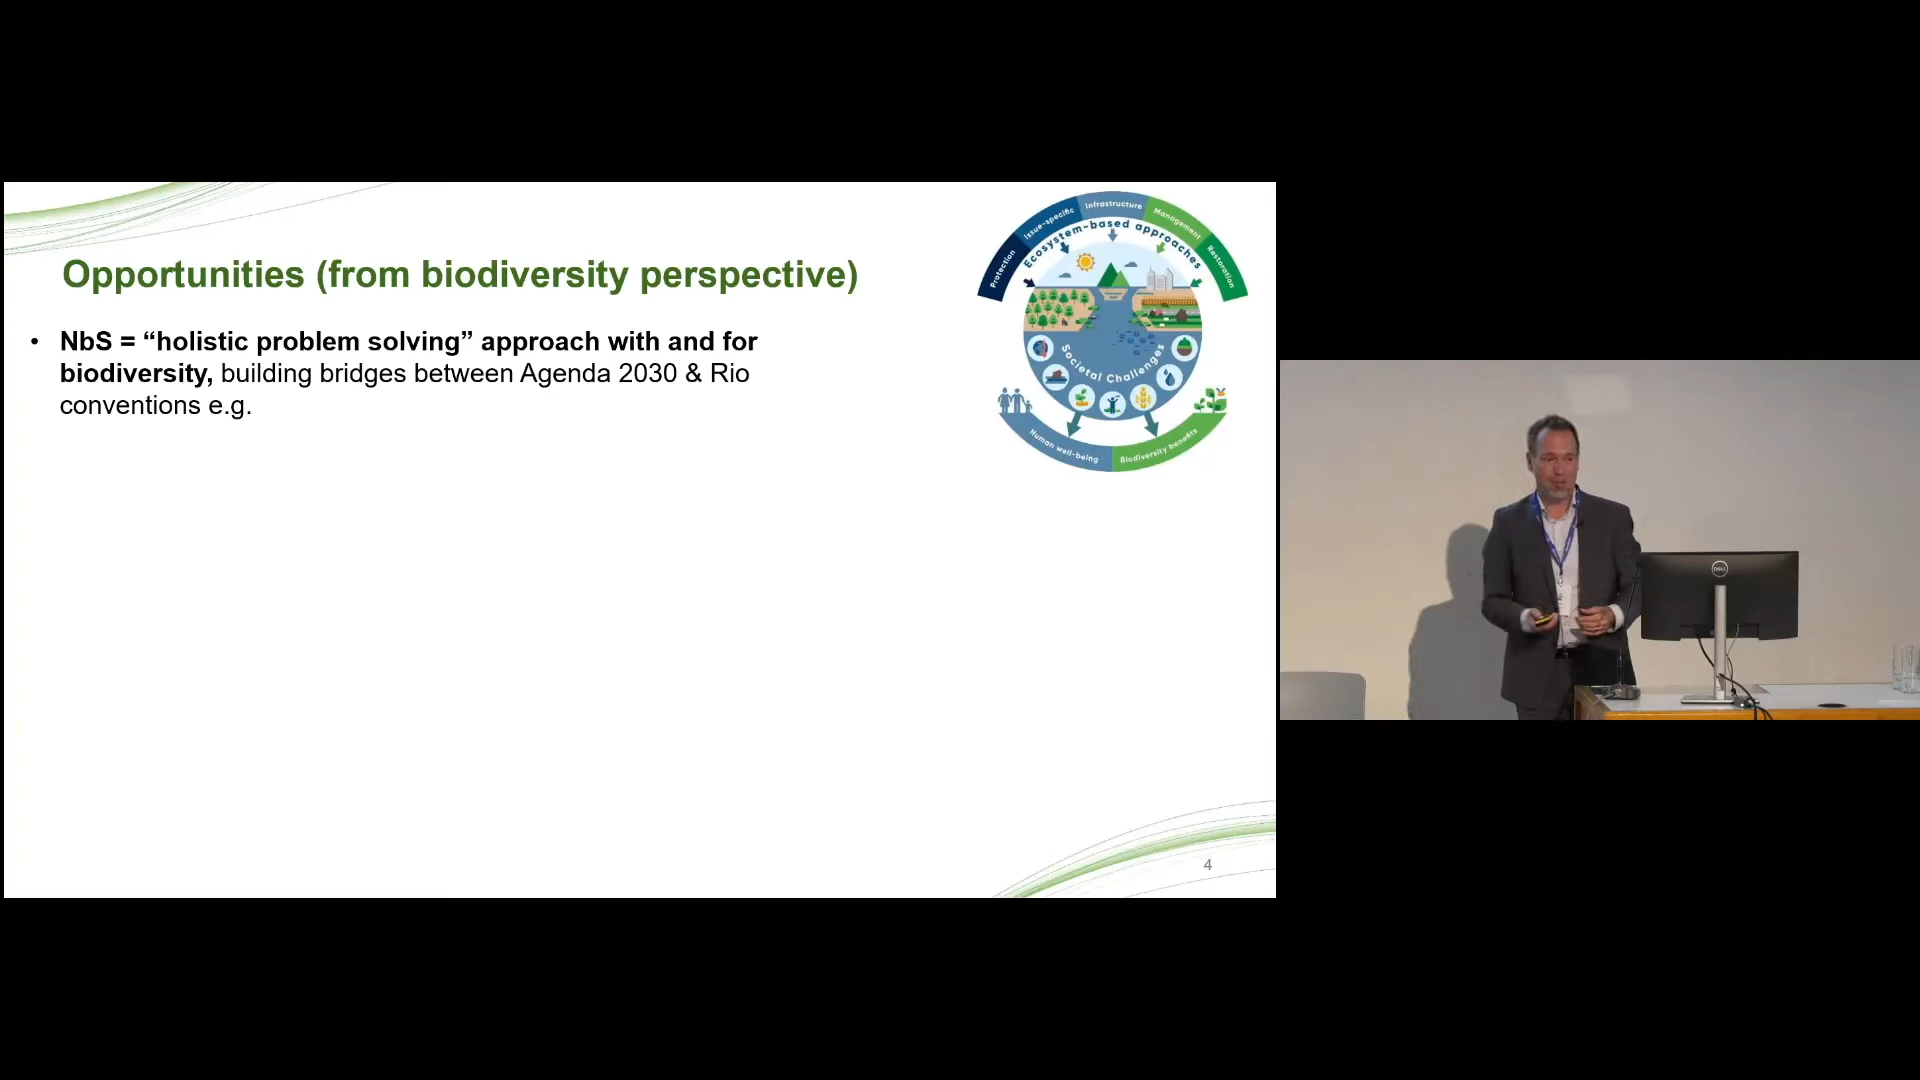 Opportunities (from biodiversity perspective)
• NbS = “holistic problem solving” approach with and for
biodiversity, building bridges between Agenda 2030 & Rio
conventions e.g.
Protection
Issue-specific
Infrastructure
Management
Restoration
Ecosystem-based approaches
Societal Challenges
Human well-being
Biodiversity benefits
4
DELL